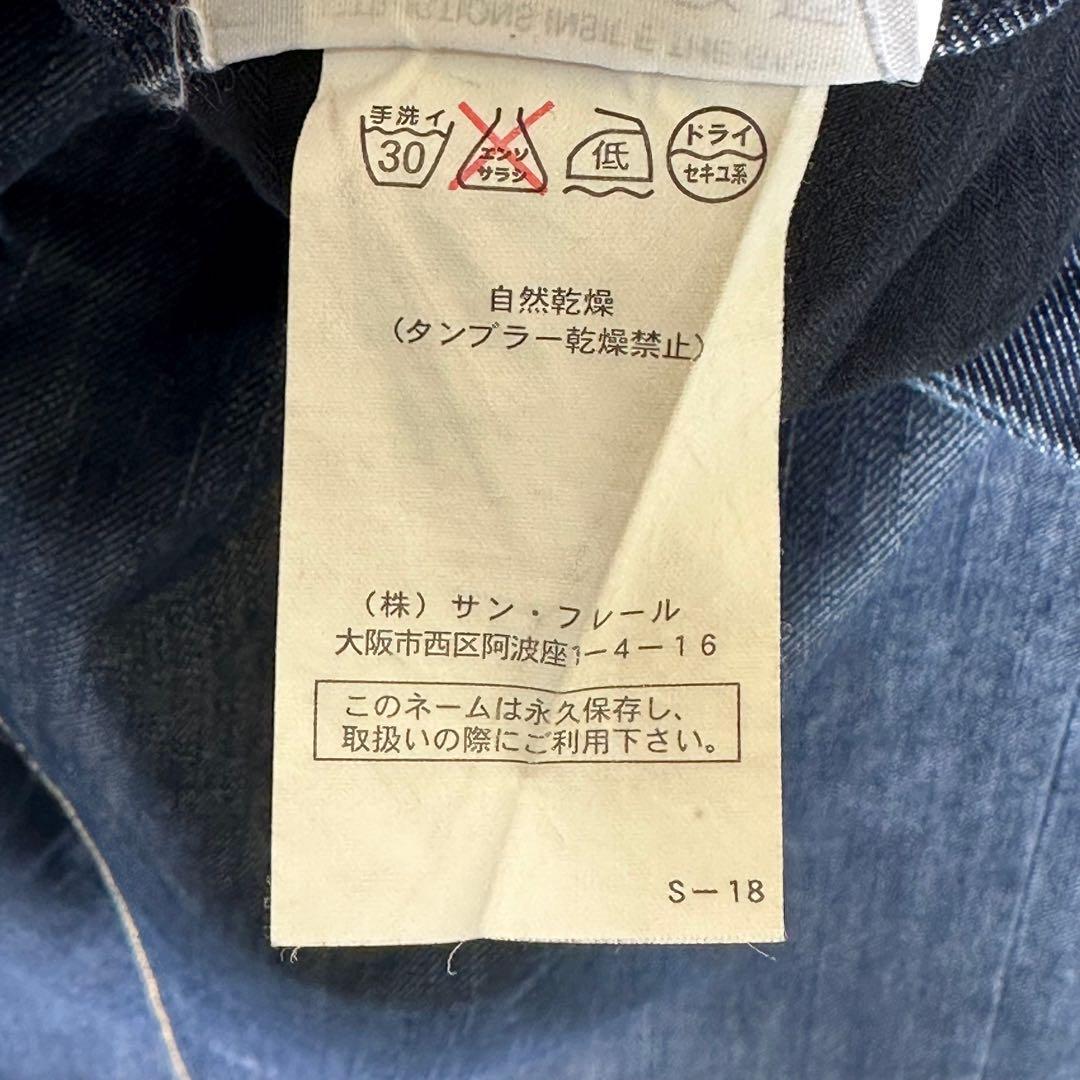 手洗イ
30
エンソ
サラシ
低
ドライ
セキユ系
自然乾燥
(タンブラー乾燥禁止)
(株)サン・フレール
大阪市西区阿波座1-4-16
このネームは永久保存し、
取扱いの際にご利用下さい。
S-18